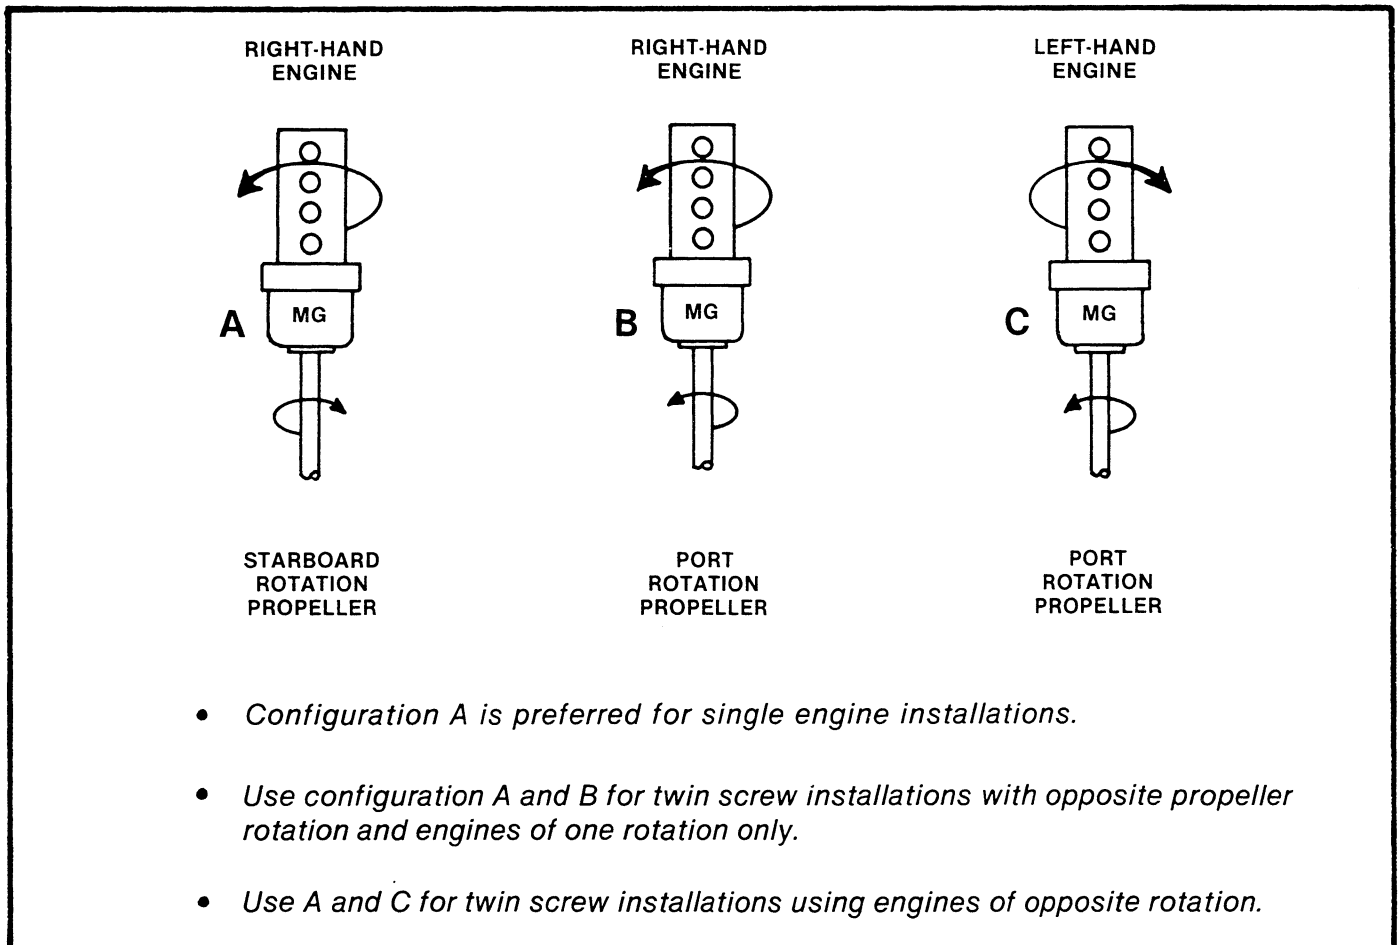 RIGHT-HAND
ENGINE
RIGHT-HAND
ENGINE
LEFT-HAND
ENGINE
A
MG
B
MG
C
MG
STARBOARD
ROTATION
PROPELLER
PORT
ROTATION
PROPELLER
PORT
ROTATION
PROPELLER
• Configuration A is preferred for single engine installations.
• Use configuration A and B for twin screw installations with opposite propeller
rotation and engines of one rotation only.
• Use A and C for twin screw installations using engines of opposite rotation.